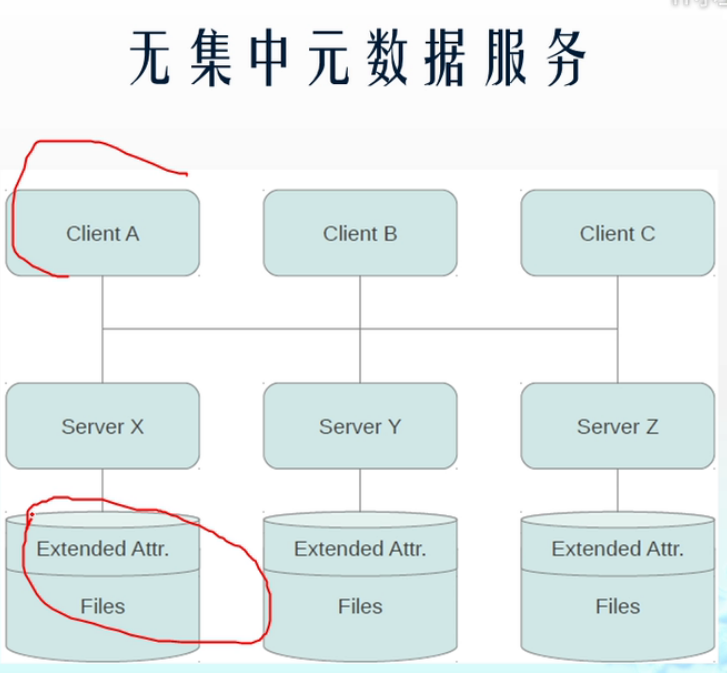 无集中元数据服务
Client A
Client B
Client C
Server X
Server Y
Server Z
Extended Attr.
Extended Attr.
Extended Attr.
Files
Files
Files